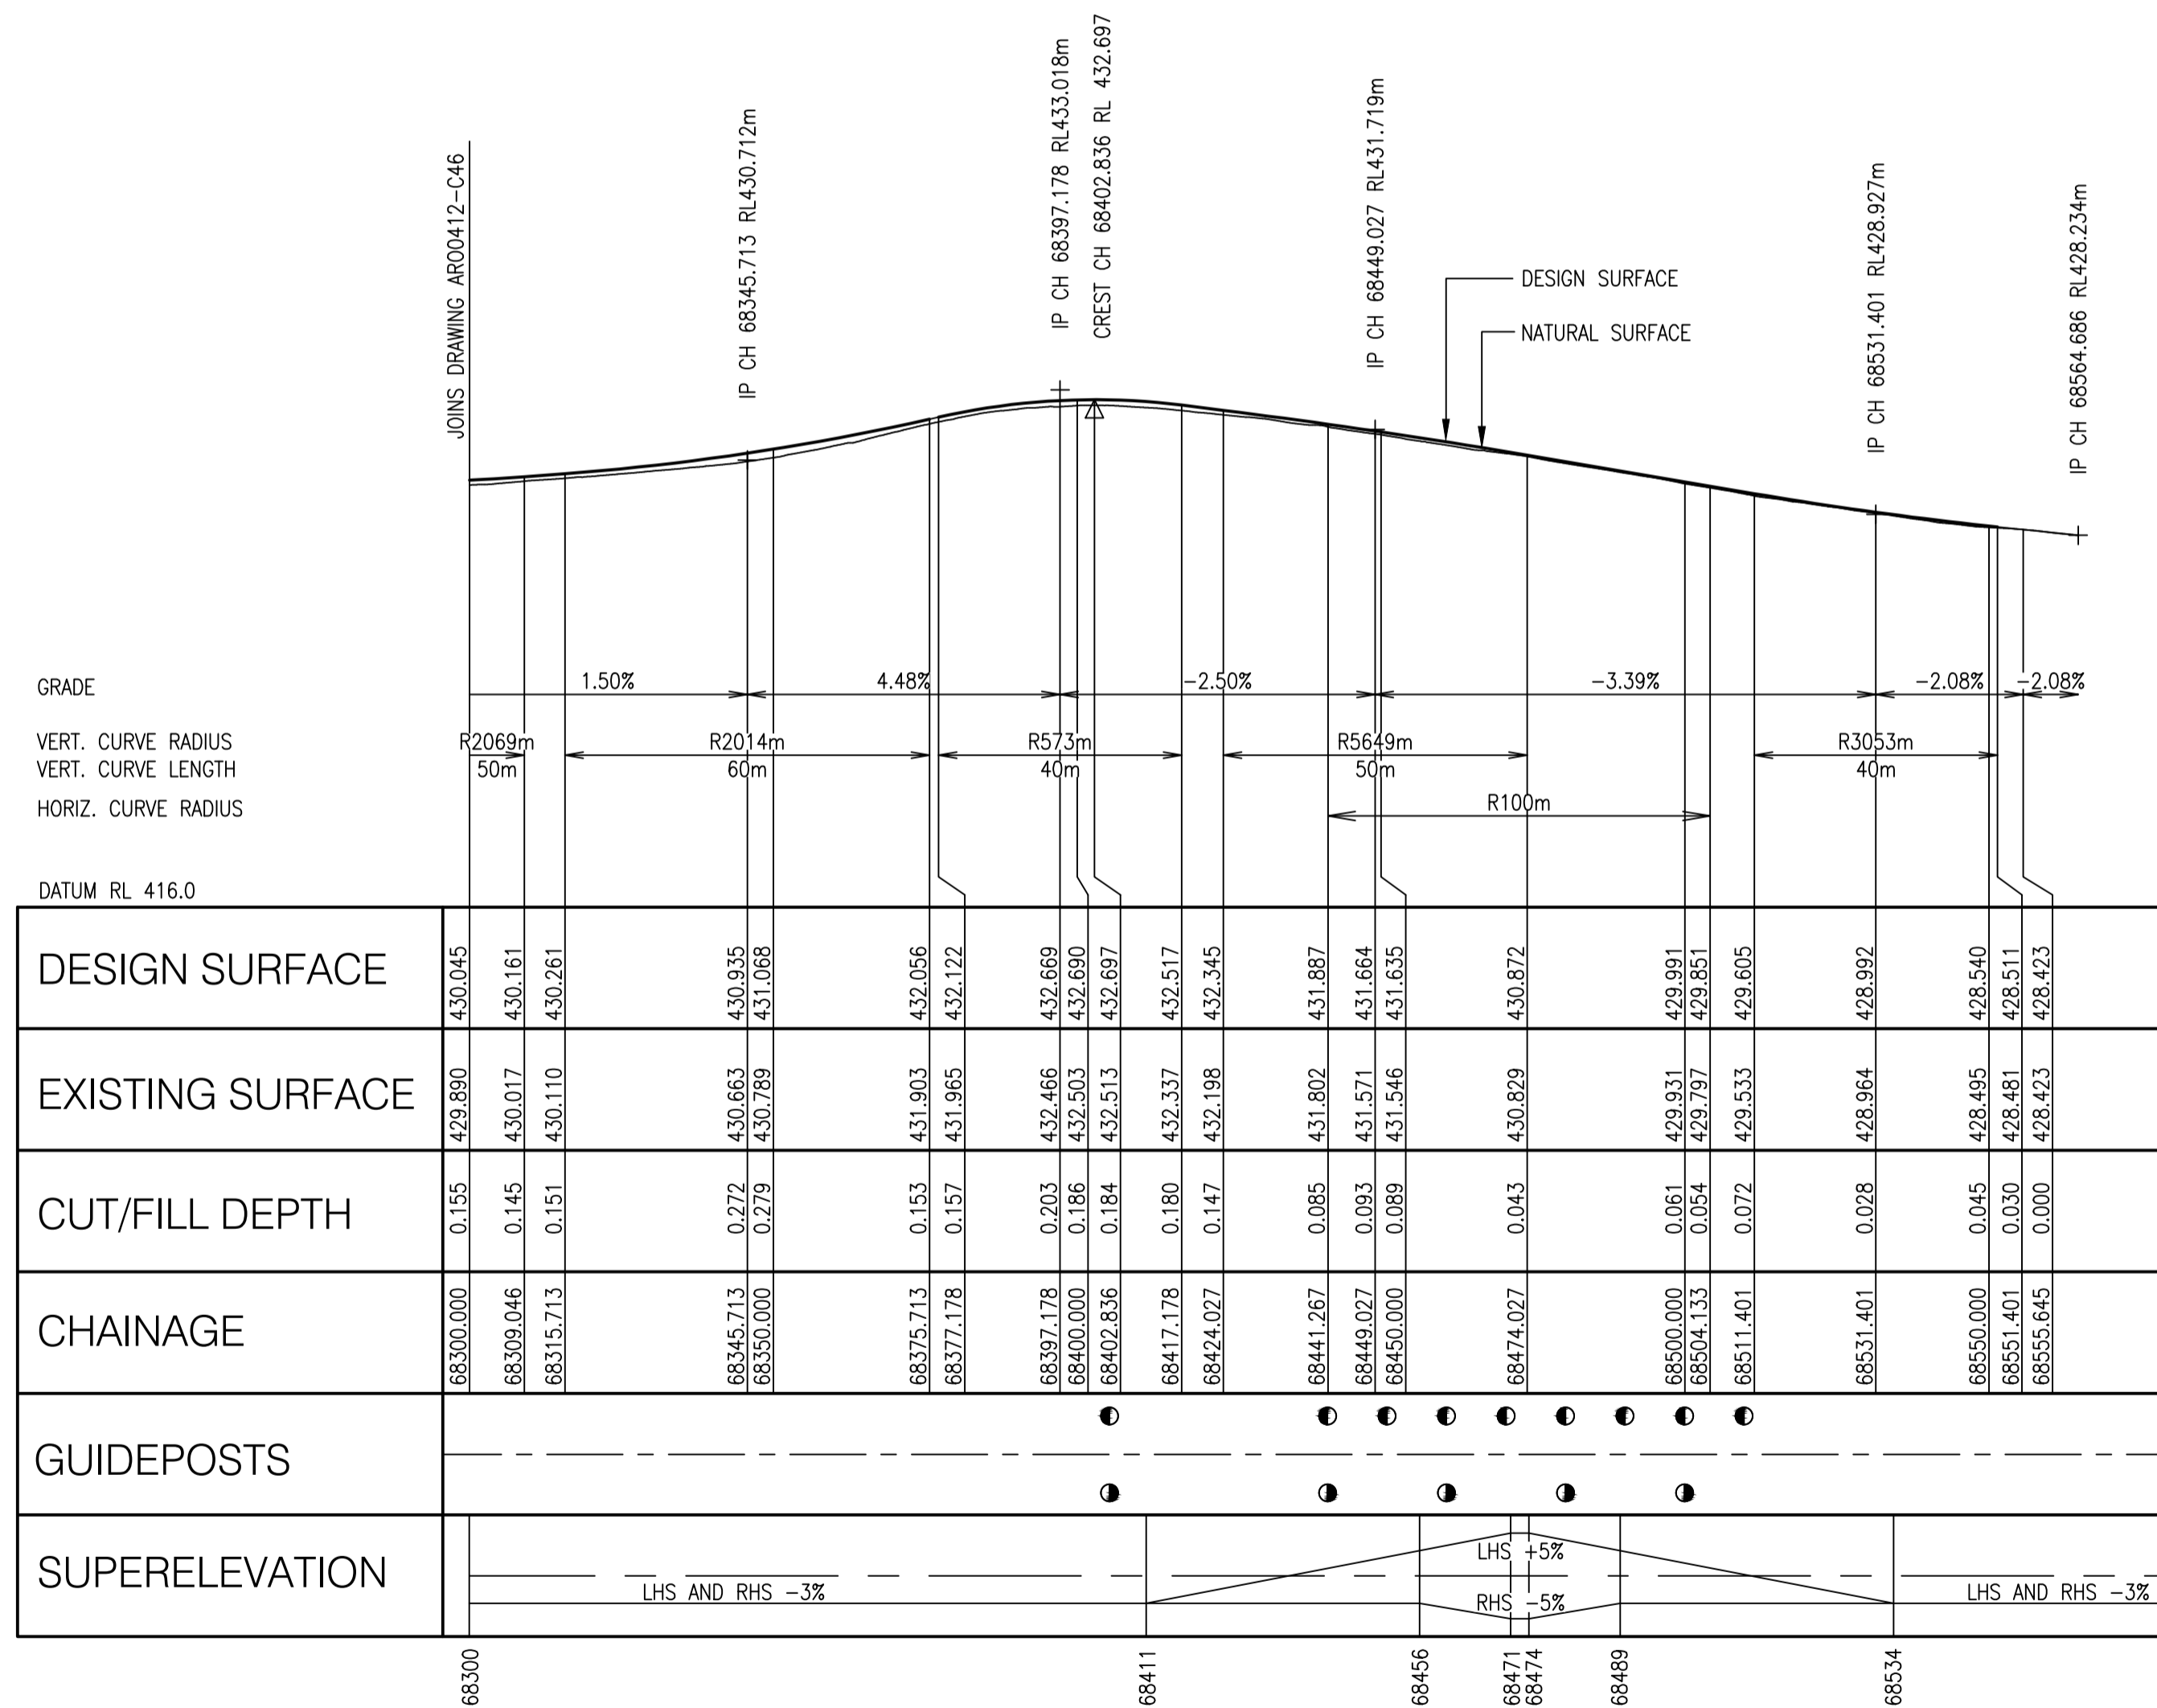 JOINS DRAWING ARO0412-C46
IP CH 68345.713 RL430.712m
IP CH 68397.178 RL433.018m
CREST CH 68402.836 RL 432.697
IP CH 68449.027 RL431.719m
IP CH 68531.401 RL428.927m
IP CH 68564.686 RL428.234m
DESIGN SURFACE
NATURAL SURFACE
GRADE 1.50% 4.48% -2.50% -3.39% -2.08% -2.08%
VERT. CURVE RADIUS R2069m R2014m R573m R5649m R3053m
VERT. CURVE LENGTH 50m 60m 40m 50m 40m
HORIZ. CURVE RADIUS R100m
DATUM RL 416.0
DESIGN SURFACE 430.045 430.161 430.261 430.935 431.068 432.056 432.122 432.669 432.690 432.697 432.517 432.345 431.887 431.664 431.635 430.872 429.991 429.851 429.605 428.992 428.540 428.511 428.423
EXISTING SURFACE 429.890 430.017 430.110 430.663 430.789 431.903 431.965 432.466 432.503 432.513 432.337 432.198 431.802 431.571 431.546 430.829 429.931 429.797 429.533 428.964 428.495 428.481 428.423
CUT/FILL DEPTH 0.155 0.145 0.151 0.272 0.279 0.153 0.157 0.203 0.186 0.184 0.180 0.147 0.085 0.093 0.089 0.043 0.061 0.054 0.072 0.028 0.045 0.030 0.000
CHAINAGE 68300.000 68309.046 68315.713 68345.713 68350.000 68375.713 68377.178 68397.178 68400.000 68402.836 68417.178 68424.027 68441.267 68449.027 68450.000 68474.027 68500.000 68504.133 68511.401 68531.401 68550.000 68551.401 68555.645
GUIDEPOSTS
SUPERELEVATION
LHS AND RHS -3%
LHS +5%
RHS -5%
LHS AND RHS -3%
68300 68411 68456 68471 68474 68489 68534